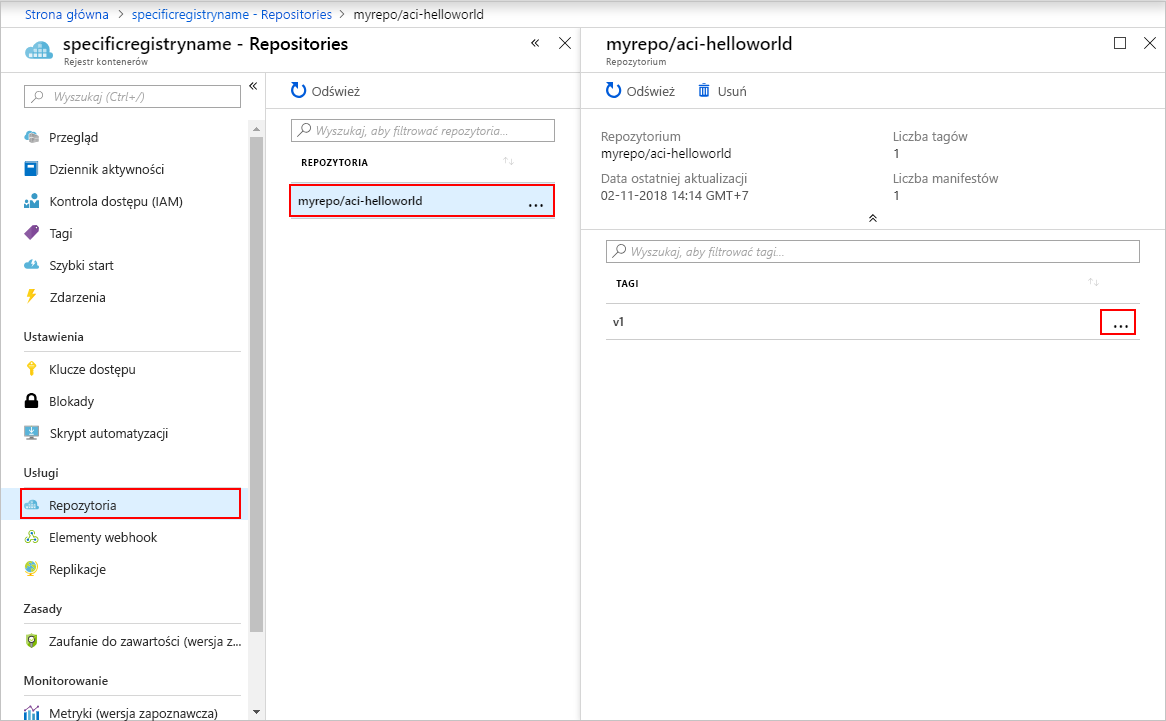 Strona główna > specificregistryname - Repositories > myrepo/aci-helloworld
specificregistryname - Repositories
Rejestr kontenerów
Wyszukaj (Ctrl+/)
Przegląd
Dziennik aktywności
Kontrola dostępu (IAM)
Tagi
Szybki start
Zdarzenia
Ustawienia
Klucze dostępu
Blokady
Skrypt automatyzacji
Usługi
Repozytoria
Elementy webhook
Replikacje
Zasady
Zaufanie do zawartości (wersja z...
Monitorowanie
Metryki (wersja zapoznawcza)
Odśwież
Wyszukaj, aby filtrować repozytoria...
REPOZYTORIA
myrepo/aci-helloworld ...
myrepo/aci-helloworld
Repozytorium
Odśwież Usuń
Repozytorium Liczba tagów
myrepo/aci-helloworld 1
Data ostatniej aktualizacji Liczba manifestów
02-11-2018 14:14 GMT+7 1
Wyszukaj, aby filtrować tagi...
TAGI
v1 ...